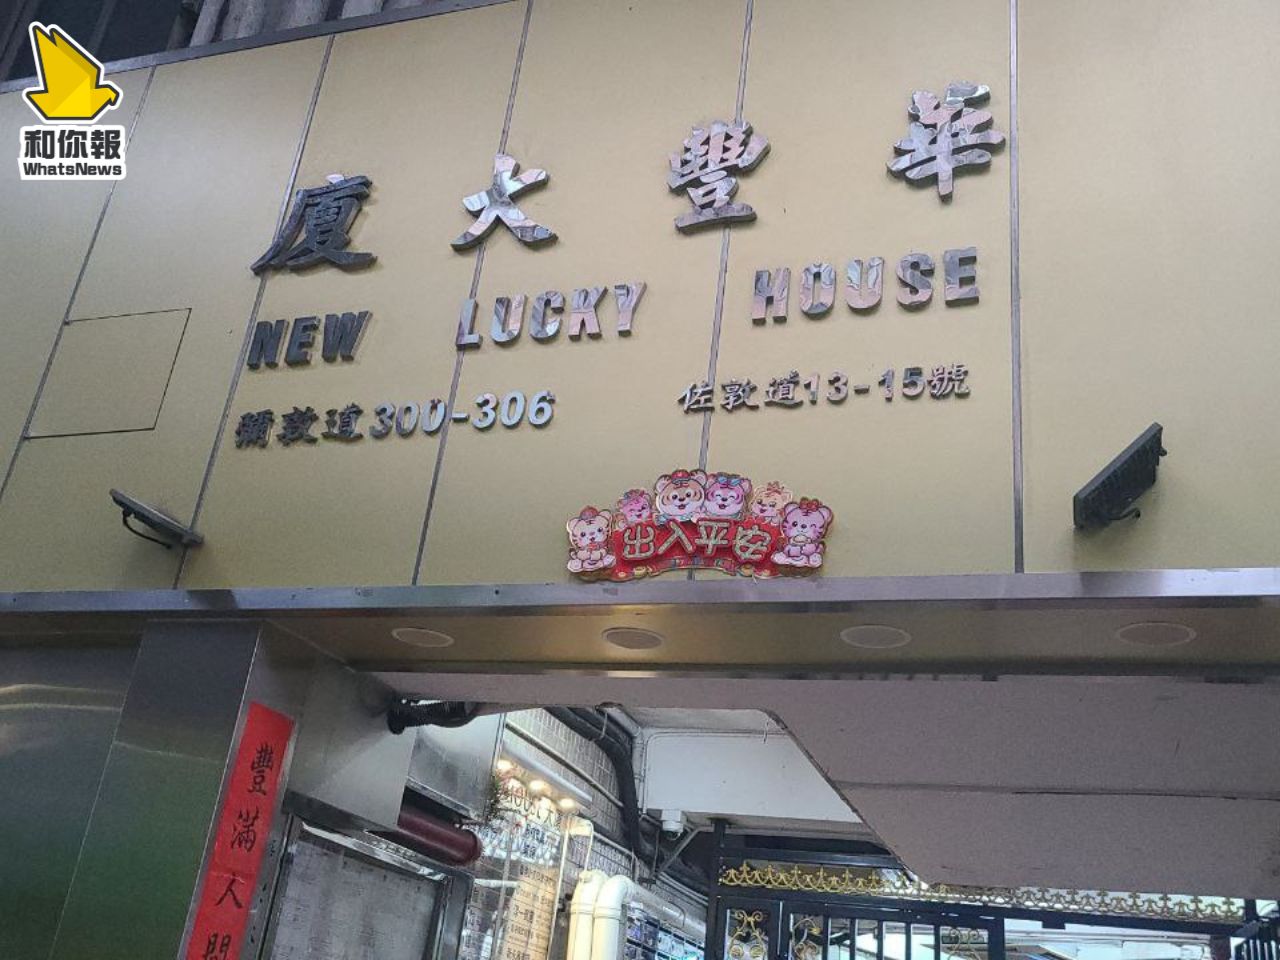 和你報
WhatsNews
廈大豐華
NEW LUCKY HOUSE
彌敦道300-306
佐敦道13-15號
出入平安
豐滿人間